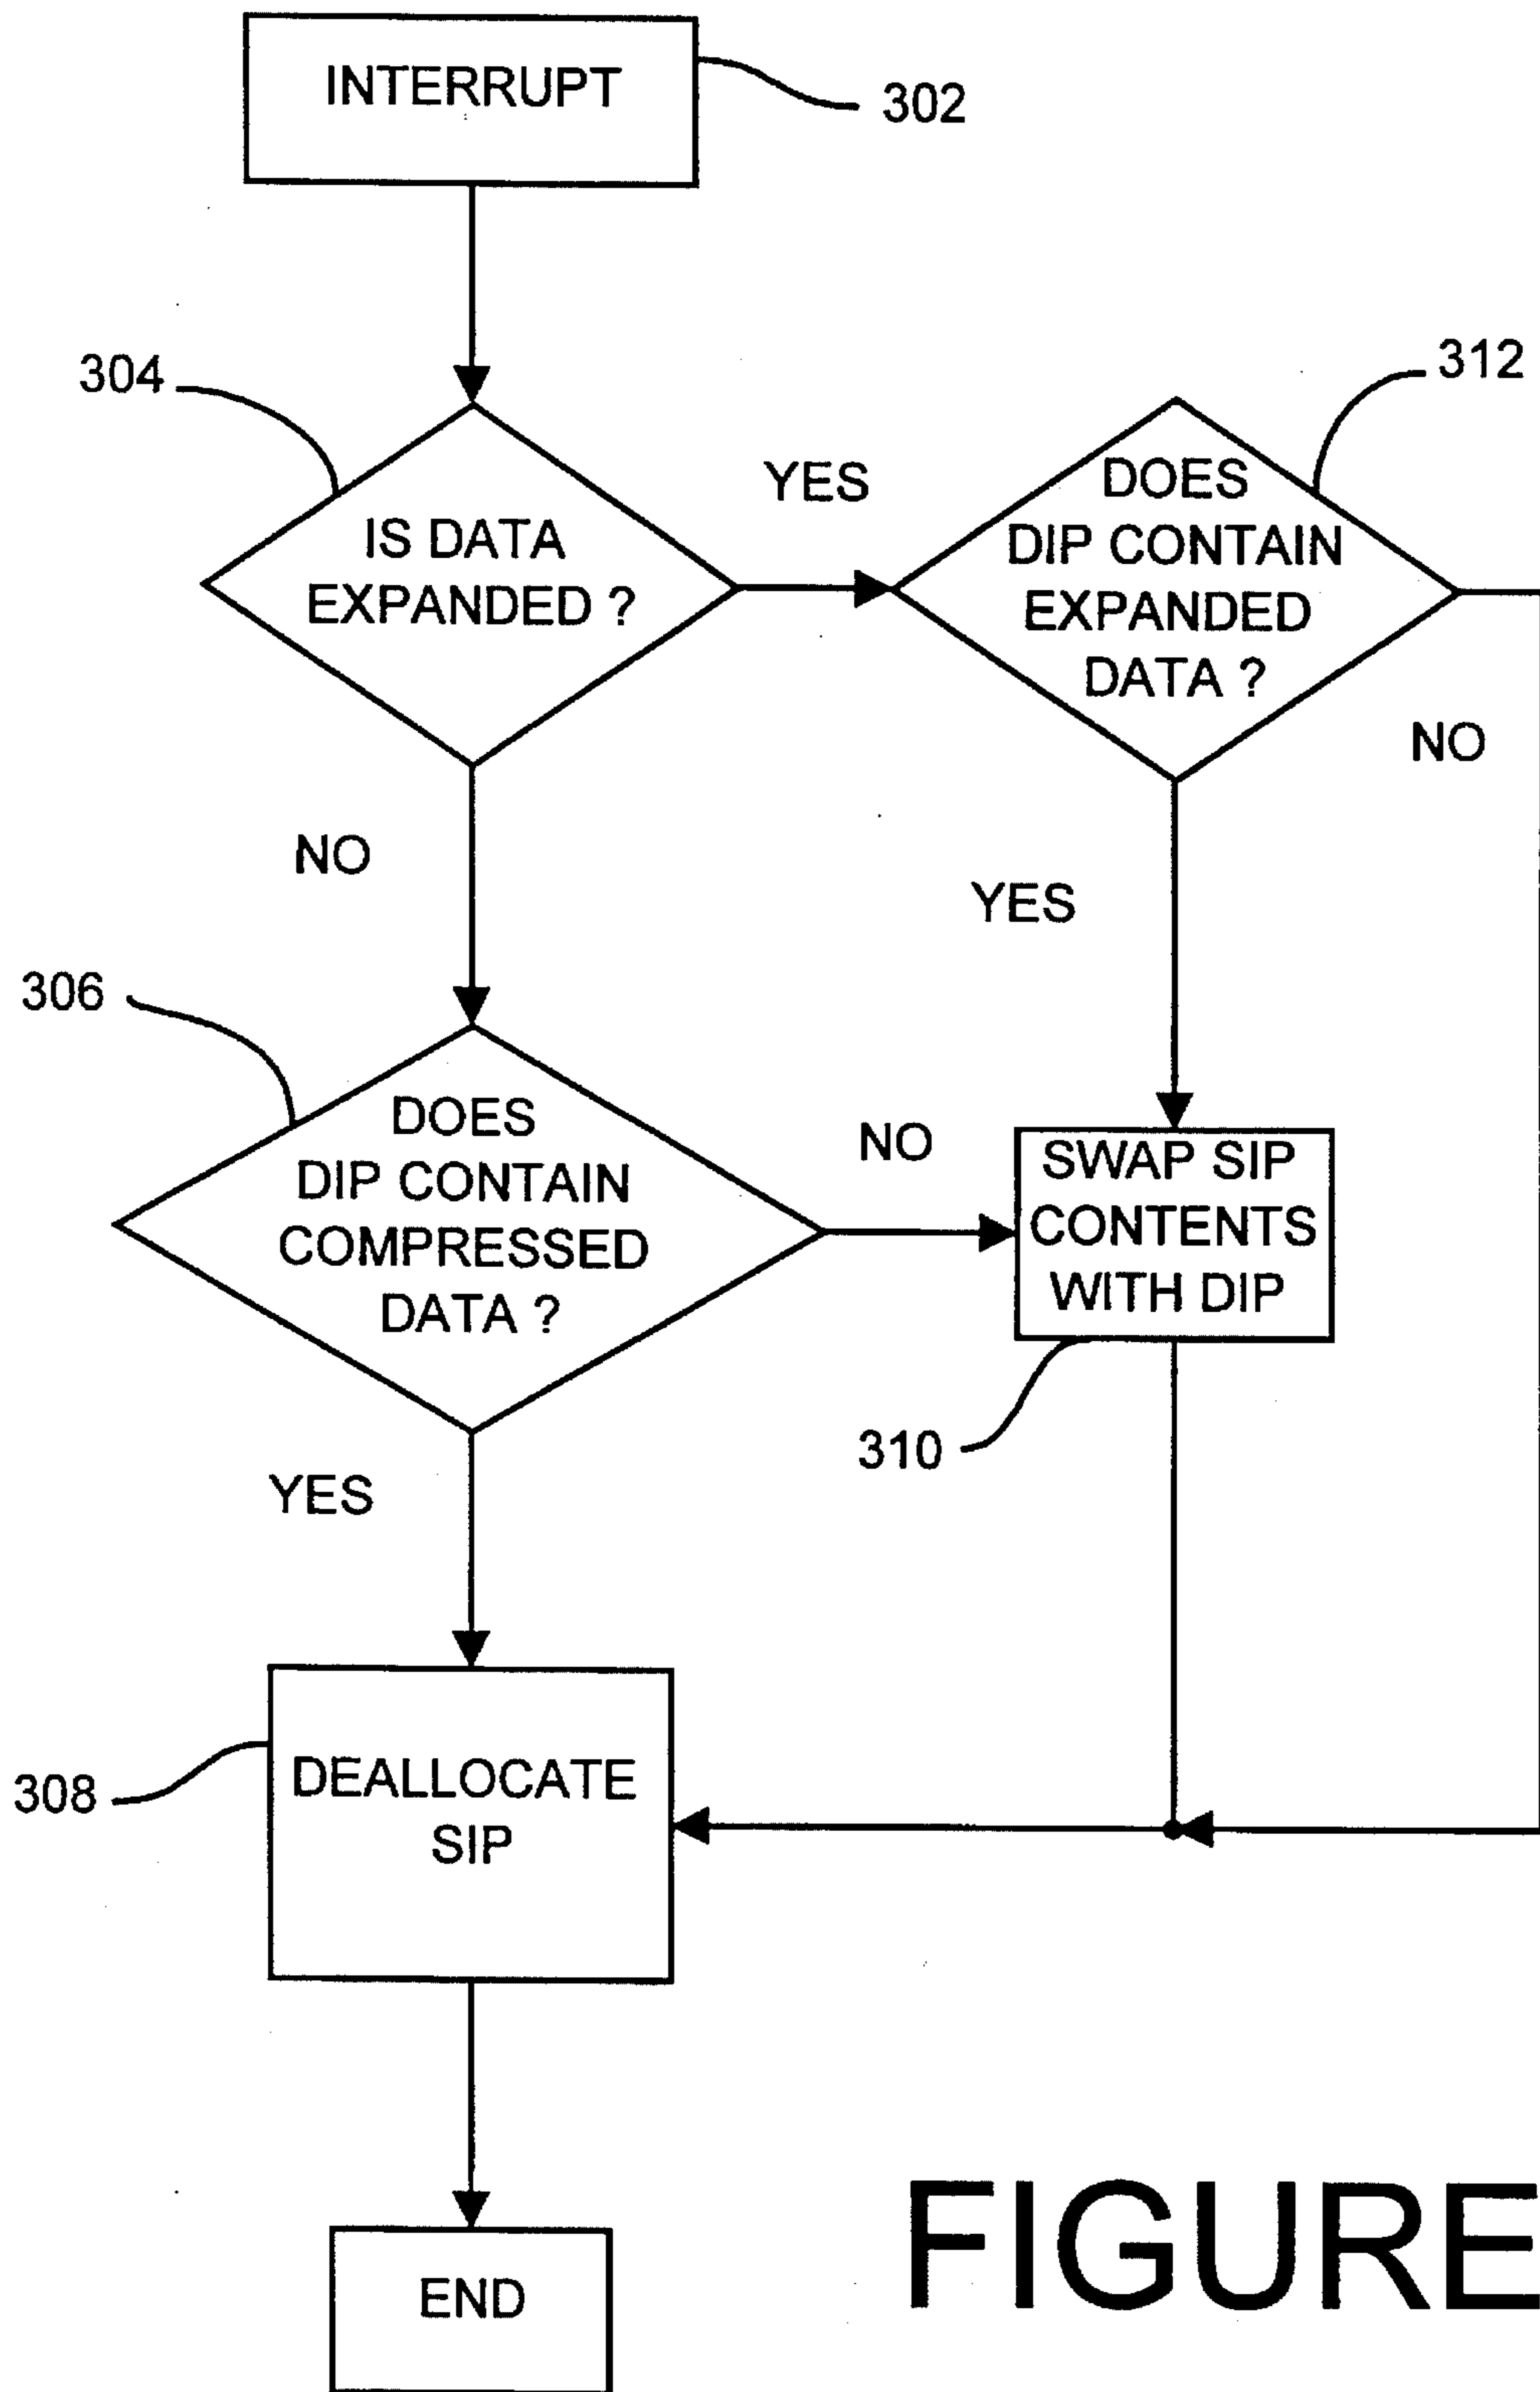 INTERRUPT
302
304
IS DATA
EXPANDED ?
YES
312
DOES
DIP CONTAIN
EXPANDED
DATA ?
NO
NO
YES
306
DOES
DIP CONTAIN
COMPRESSED
DATA ?
NO
SWAP SIP
CONTENTS
WITH DIP
310
YES
308
DEALLOCATE
SIP
END
FIGURE